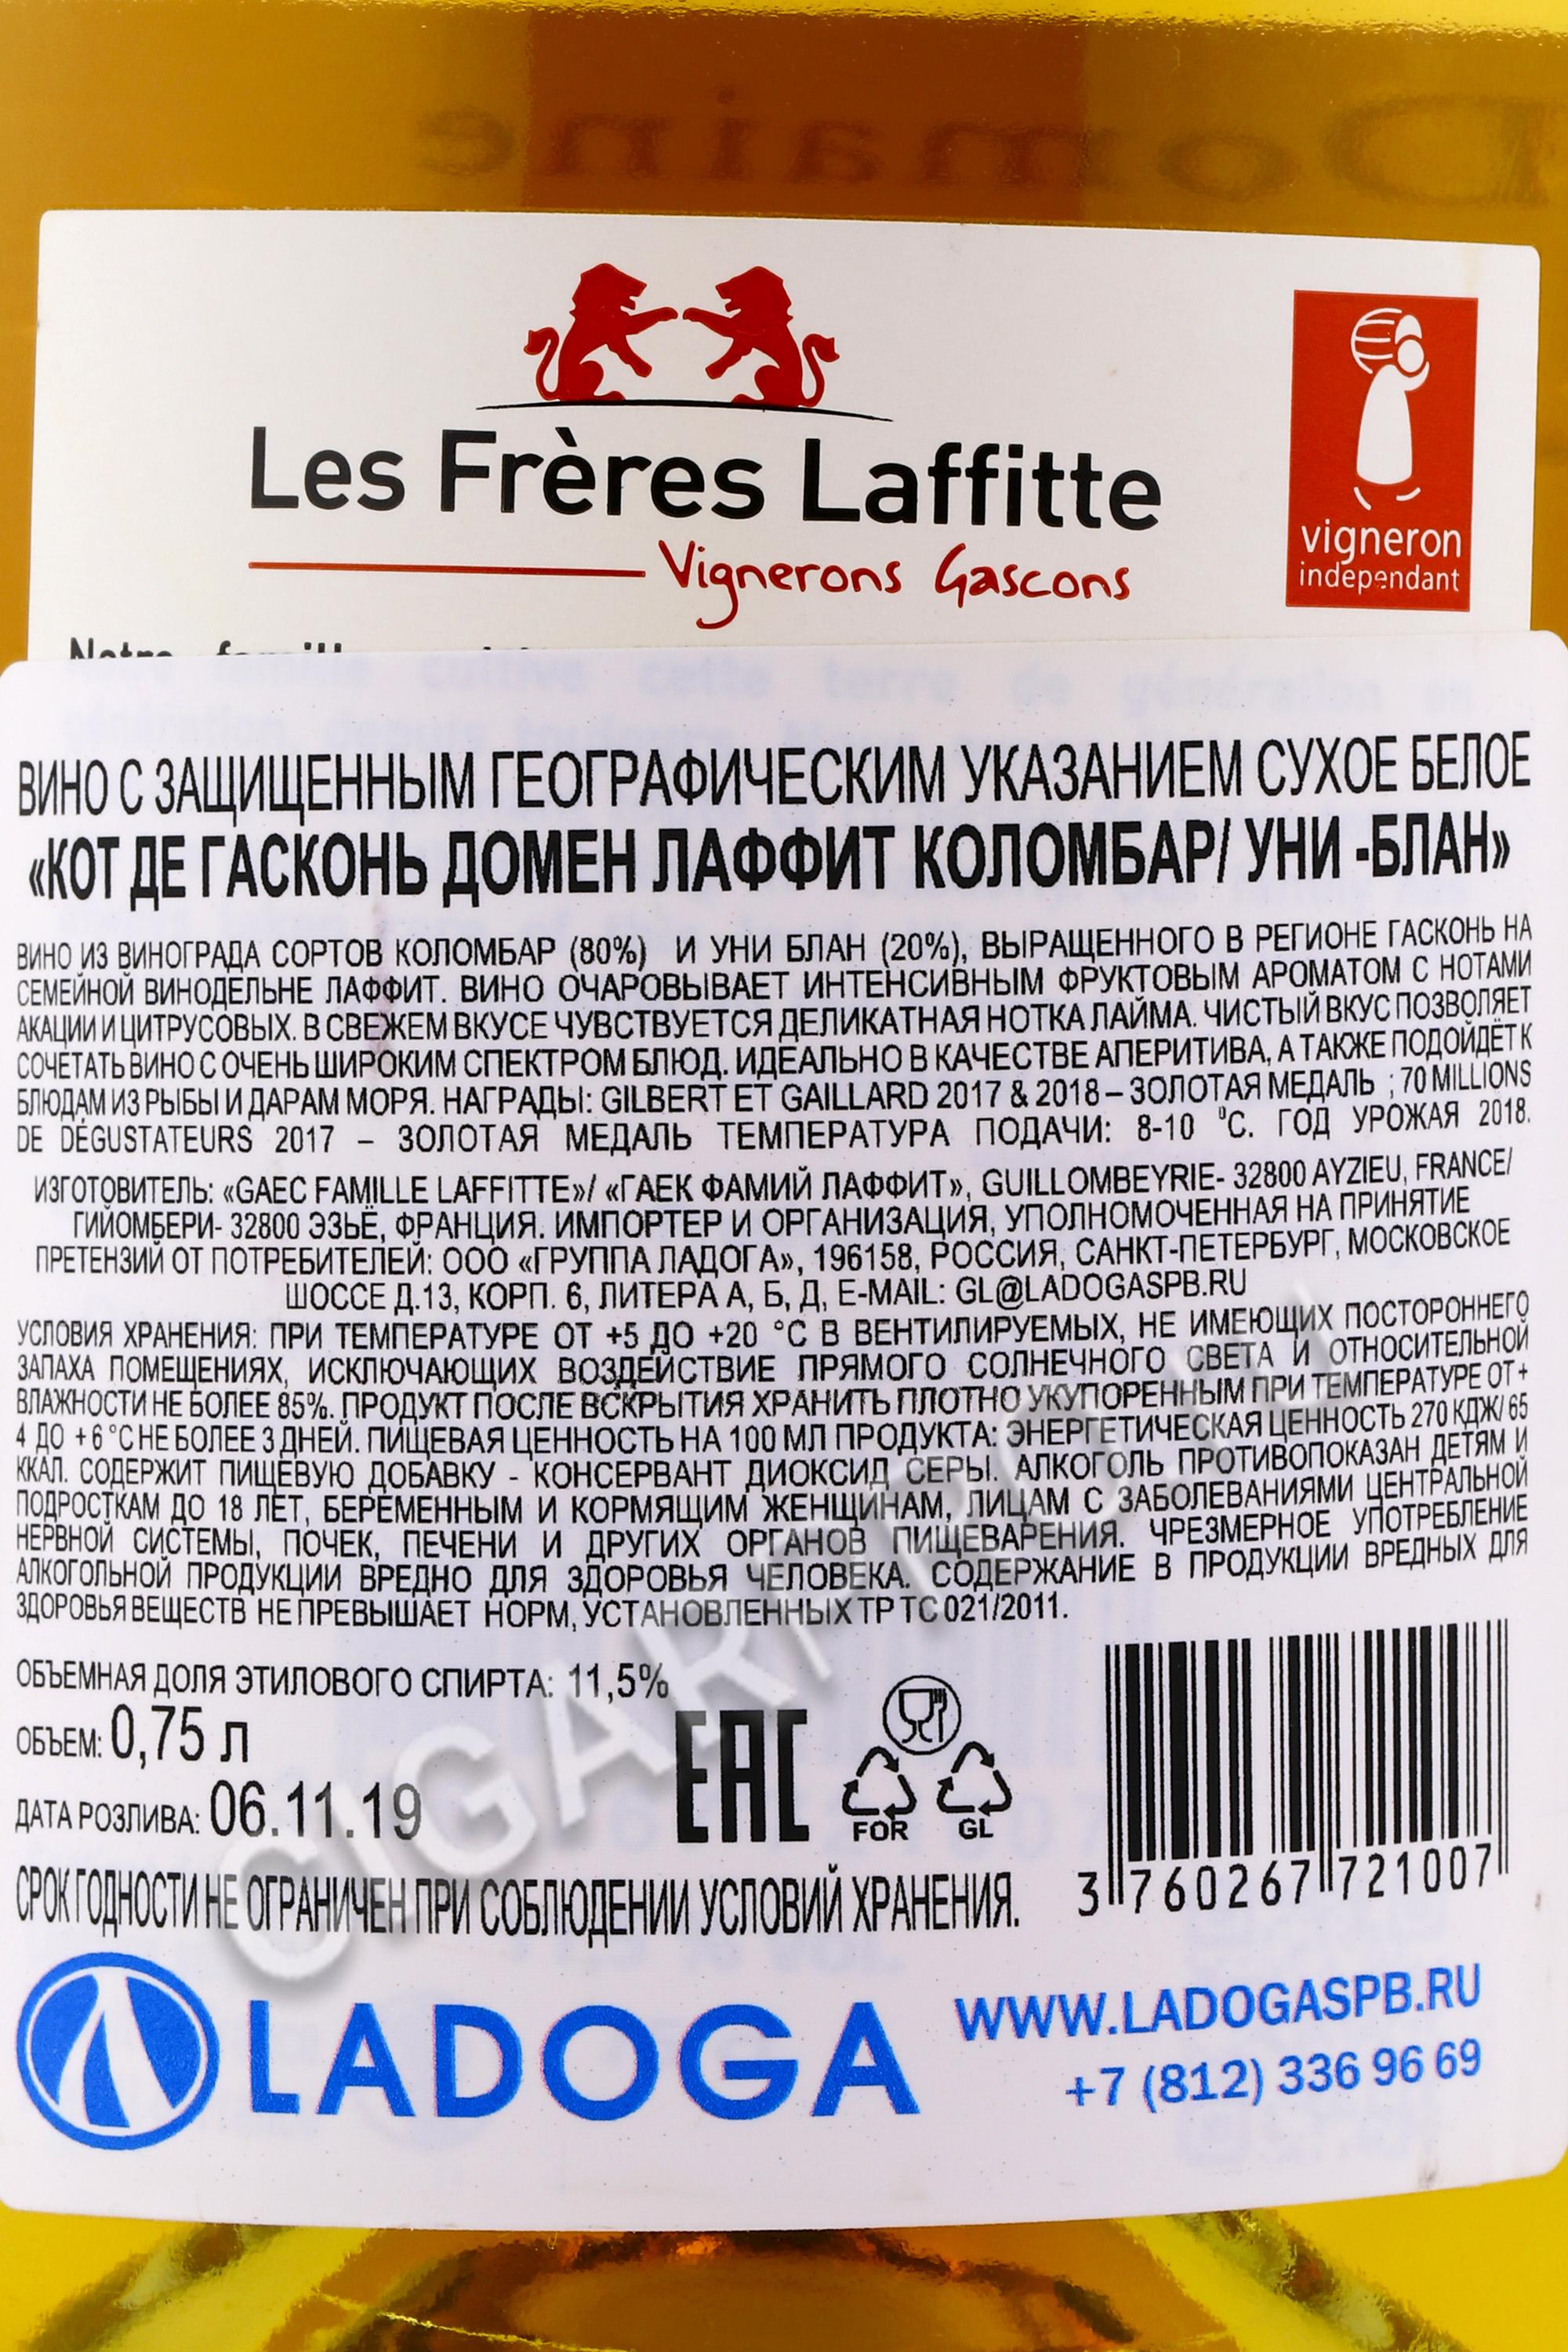 Domaine
Les Frères Laffitte
Vignerons Gascons
vigneron
independant
Notre famille
ВИНО С ЗАЩИЩЕННЫМ ГЕОГРАФИЧЕСКИМ УКАЗАНИЕМ СУХОЕ БЕЛОЕ
«КОТ ДЕ ГАСКОНЬ ДОМЕН ЛАФФИТ КОЛОМБАР/ УНИ -БЛАН»
ВИНО ИЗ ВИНОГРАДА СОРТОВ КОЛОМБАР (80%) И УНИ БЛАН (20%), ВЫРАЩЕННОГО В РЕГИОНЕ ГАСКОНЬ НА
СЕМЕЙНОЙ ВИНОДЕЛЬНЕ ЛАФФИТ. ВИНО ОЧАРОВЫВАЕТ ИНТЕНСИВНЫМ ФРУКТОВЫМ АРОМАТОМ С НОТАМИ
АКАЦИИ И ЦИТРУСОВЫХ. В СВЕЖЕМ ВКУСЕ ЧУВСТВУЕТСЯ ДЕЛИКАТНАЯ НОТКА ЛАЙМА. ЧИСТЫЙ ВКУС ПОЗВОЛЯЕТ
СОЧЕТАТЬ ВИНО С ОЧЕНЬ ШИРОКИМ СПЕКТРОМ БЛЮД. ИДЕАЛЬНО В КАЧЕСТВЕ АПЕРИТИВА, А ТАКЖЕ ПОДОЙДЁТ К
БЛЮДАМ ИЗ РЫБЫ И ДАРАМ МОРЯ. НАГРАДЫ: GILBERT ET GAILLARD 2017 & 2018 – ЗОЛОТАЯ МЕДАЛЬ ; 70 MILLIONS
DE DÉGUSTATEURS 2017 – ЗОЛОТАЯ МЕДАЛЬ ТЕМПЕРАТУРА ПОДАЧИ: 8-10 ⁰С. ГОД УРОЖАЯ 2018.
ИЗГОТОВИТЕЛЬ: «GAEC FAMILLE LAFFITTE»/ «ГАЕК ФАМИЙ ЛАФФИТ», GUILLOMBEYRIE- 32800 AYZIEU, FRANCE/
ГИЙОМБЕРИ- 32800 ЭЗЬЁ, ФРАНЦИЯ. ИМПОРТЕР И ОРГАНИЗАЦИЯ, УПОЛНОМОЧЕННАЯ НА ПРИНЯТИЕ
ПРЕТЕНЗИЙ ОТ ПОТРЕБИТЕЛЕЙ: ООО «ГРУППА ЛАДОГА», 196158, РОССИЯ, САНКТ-ПЕТЕРБУРГ, МОСКОВСКОЕ
ШОССЕ Д.13, КОРП. 6, ЛИТЕРА А, Б, Д, E-MAIL: GL@LADOGASPB.RU
УСЛОВИЯ ХРАНЕНИЯ: ПРИ ТЕМПЕРАТУРЕ ОТ +5 ДО +20 °С В ВЕНТИЛИРУЕМЫХ, НЕ ИМЕЮЩИХ ПОСТОРОННЕГО
ЗАПАХА ПОМЕЩЕНИЯХ, ИСКЛЮЧАЮЩИХ ВОЗДЕЙСТВИЕ ПРЯМОГО СОЛНЕЧНОГО СВЕТА И ОТНОСИТЕЛЬНОЙ
ВЛАЖНОСТИ НЕ БОЛЕЕ 85%. ПРОДУКТ ПОСЛЕ ВСКРЫТИЯ ХРАНИТЬ ПЛОТНО УКУПОРЕННЫМ ПРИ ТЕМПЕРАТУРЕ ОТ +
4 ДО +6 °С НЕ БОЛЕЕ 3 ДНЕЙ. ПИЩЕВАЯ ЦЕННОСТЬ НА 100 МЛ ПРОДУКТА: ЭНЕРГЕТИЧЕСКАЯ ЦЕННОСТЬ 270 КДЖ/ 65
ККАЛ. СОДЕРЖИТ ПИЩЕВУЮ ДОБАВКУ - КОНСЕРВАНТ ДИОКСИД СЕРЫ. АЛКОГОЛЬ ПРОТИВОПОКАЗАН ДЕТЯМ И
ПОДРОСТКАМ ДО 18 ЛЕТ, БЕРЕМЕННЫМ И КОРМЯЩИМ ЖЕНЩИНАМ, ЛИЦАМ С ЗАБОЛЕВАНИЯМИ ЦЕНТРАЛЬНОЙ
НЕРВНОЙ СИСТЕМЫ, ПОЧЕК, ПЕЧЕНИ И ДРУГИХ ОРГАНОВ ПИЩЕВАРЕНИЯ. ЧРЕЗМЕРНОЕ УПОТРЕБЛЕНИЕ
АЛКОГОЛЬНОЙ ПРОДУКЦИИ ВРЕДНО ДЛЯ ЗДОРОВЬЯ ЧЕЛОВЕКА. СОДЕРЖАНИЕ В ПРОДУКЦИИ ВРЕДНЫХ ДЛЯ
ЗДОРОВЬЯ ВЕЩЕСТВ НЕ ПРЕВЫШАЕТ НОРМ, УСТАНОВЛЕННЫХ ТР ТС 021/2011.
ОБЪЕМНАЯ ДОЛЯ ЭТИЛОВОГО СПИРТА: 11,5%
ОБЪЕМ: 0,75 л
ДАТА РОЗЛИВА: 06.11.19
EAC
FOR GL
3 760267 721007
СРОК ГОДНОСТИ НЕ ОГРАНИЧЕН ПРИ СОБЛЮДЕНИИ УСЛОВИЙ ХРАНЕНИЯ.
LADOGA
WWW.LADOGASPB.RU
+7 (812) 336 96 69